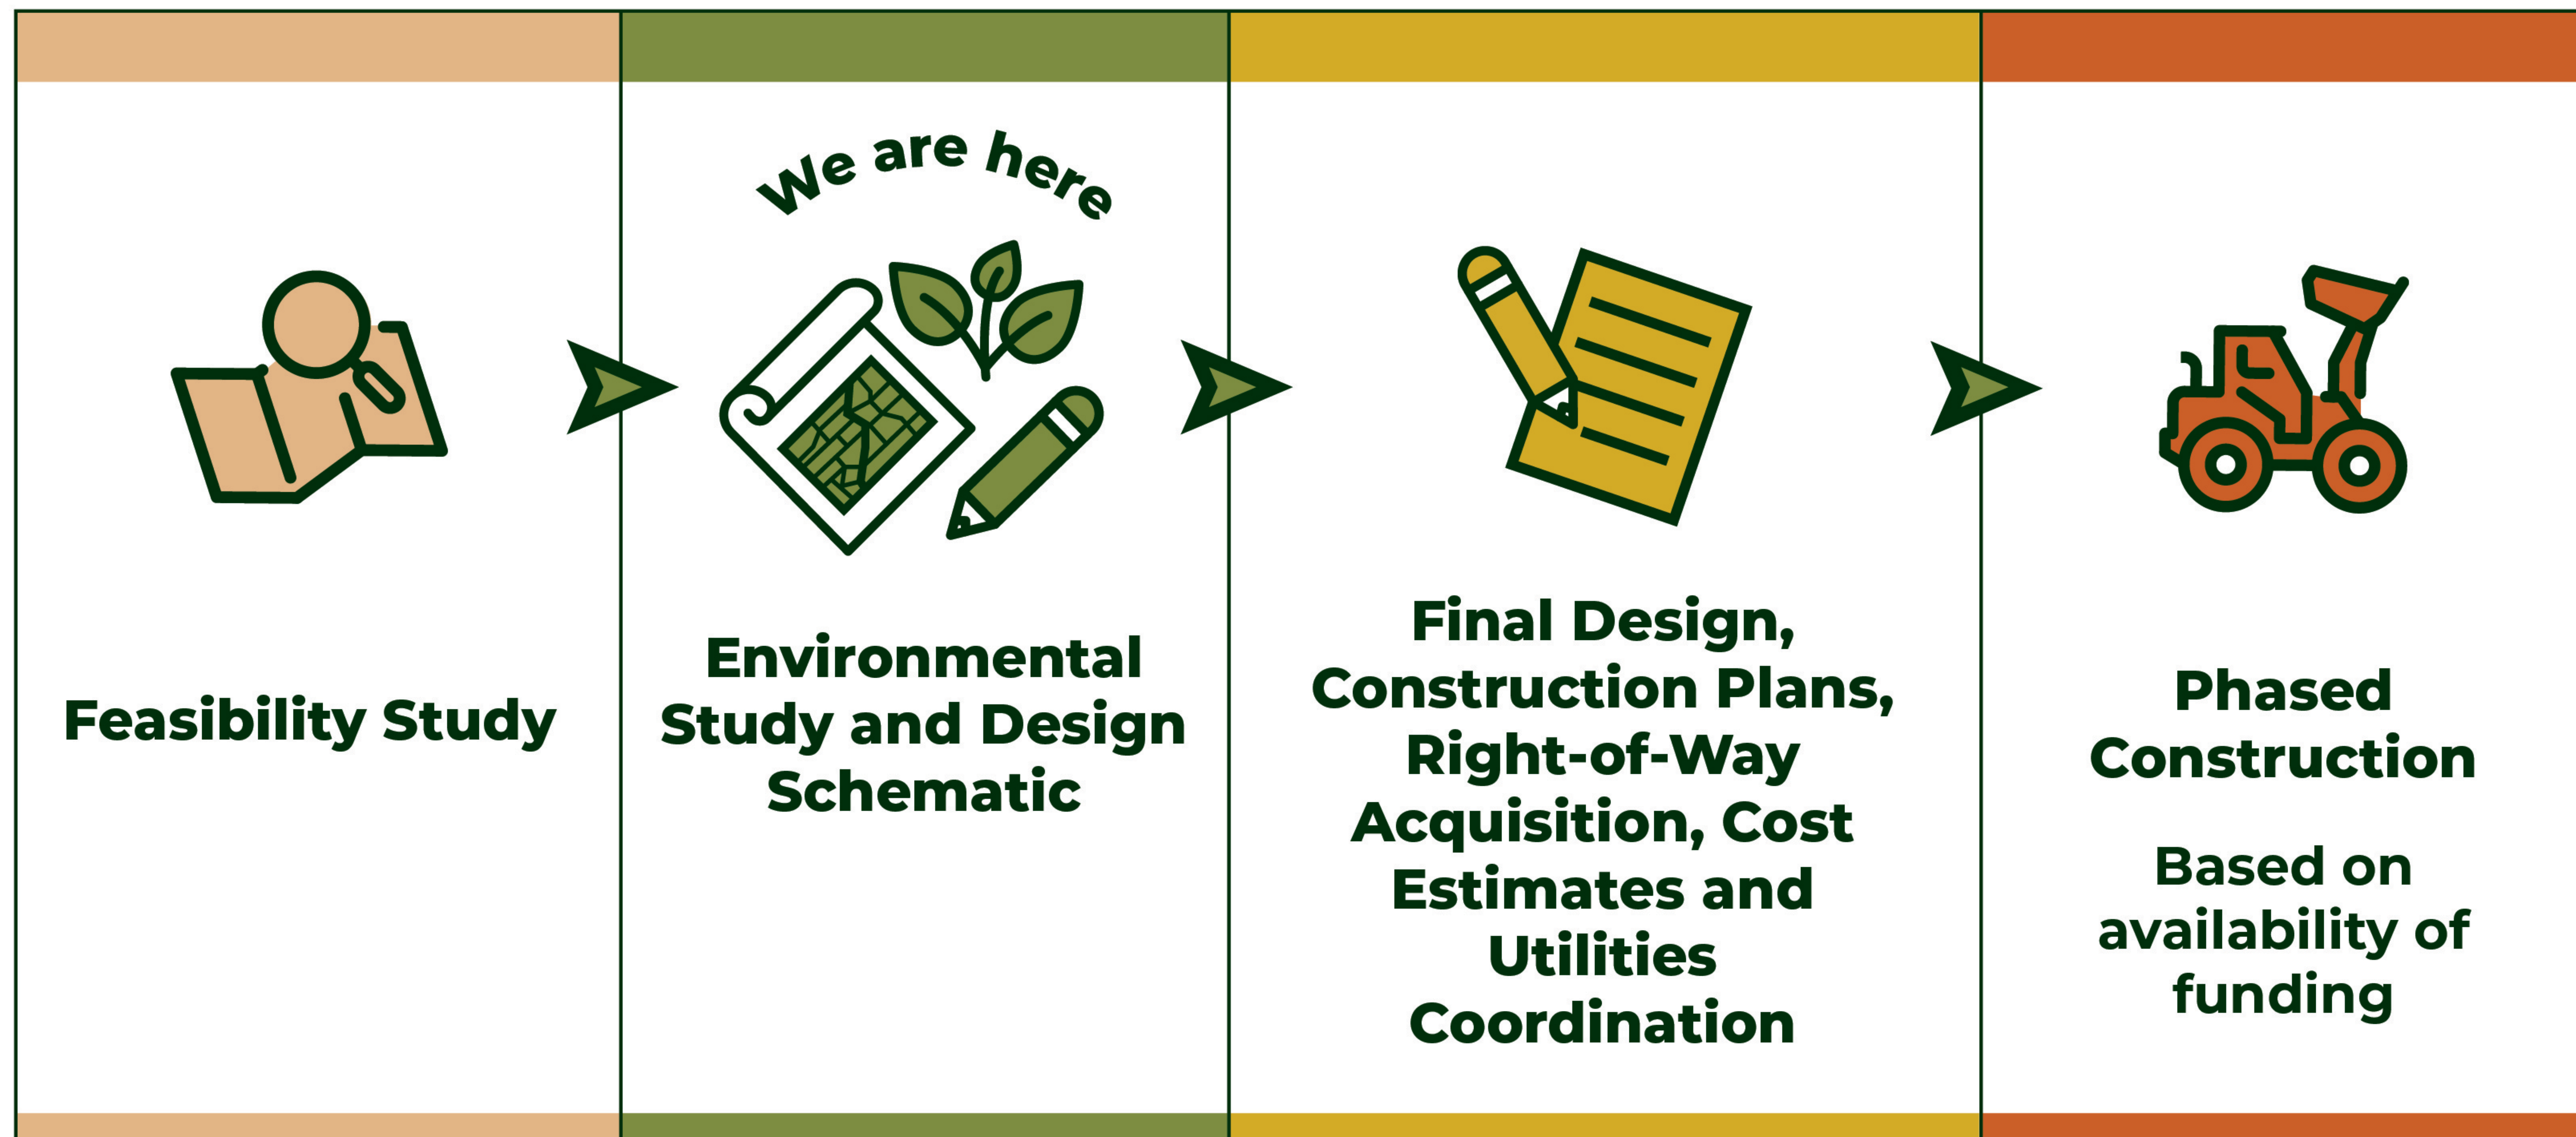 Feasibility Study
We are here
Environmental
Study and Design
Schematic
Final Design,
Construction Plans,
Right-of-Way
Acquisition, Cost
Estimates and
Utilities
Coordination
Phased
Construction
Based on
availability of
funding